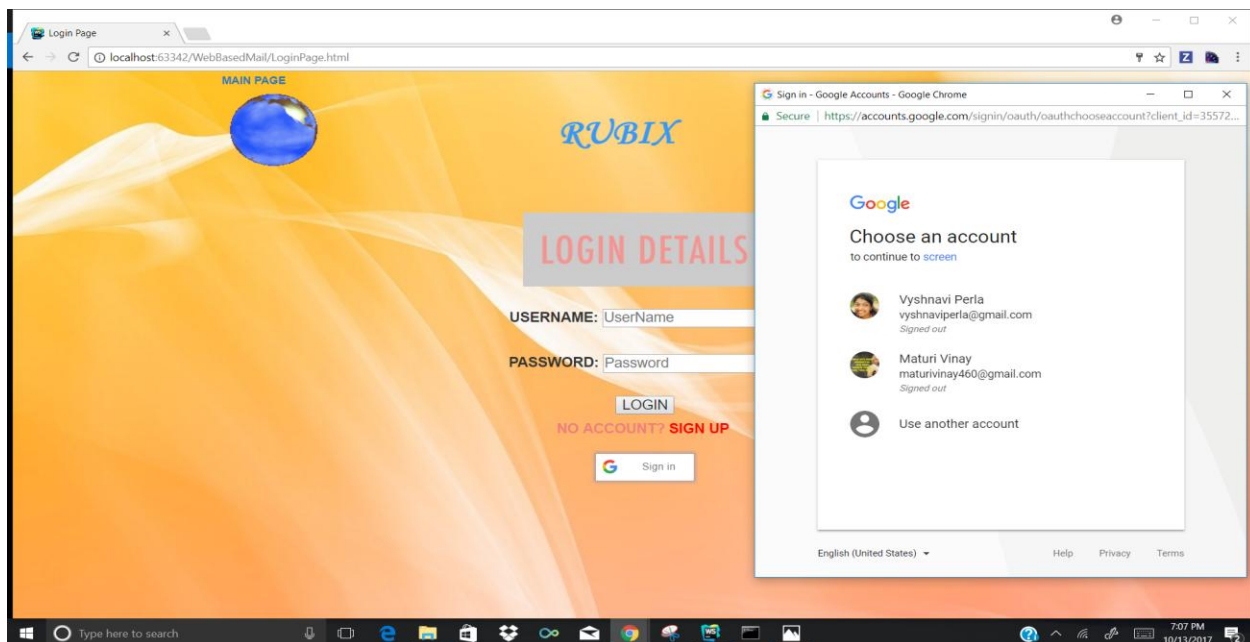 Login Page
localhost:63342/WebBasedMail/LoginPage.html
MAIN PAGE
RUBIX
LOGIN DETAILS
USERNAME: UserName
PASSWORD: Password
LOGIN
NO ACCOUNT? SIGN UP
Sign in
Sign in - Google Accounts - Google Chrome
Secure | https://accounts.google.com/signin/oauth/oauthchooseaccount?client_id=35572...
Google
Choose an account
to continue to screen
Vyshnavi Perla
vyshnaviperla@gmail.com
Signed out
Maturi Vinay
maturivinay460@gmail.com
Signed out
Use another account
English (United States)
Help Privacy Terms
Type here to search
7:07 PM
10/13/2017